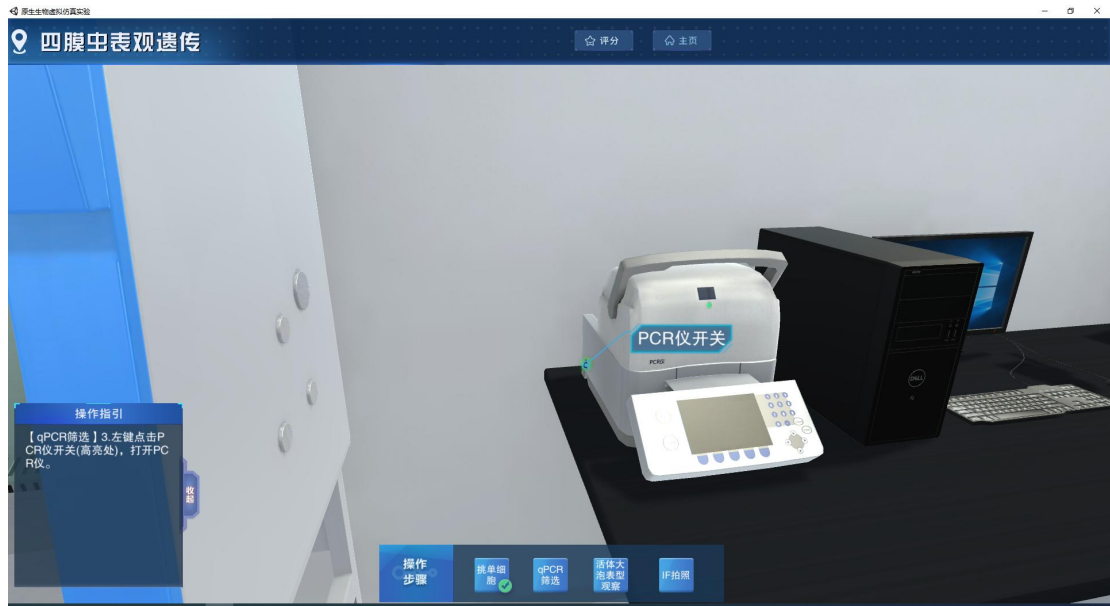 原生生物虚拟仿真实验
四膜虫表观遗传
评分
主页
PCR仪开关
PCR仪
DELL
操作指引
【qPCR筛选】3.左键点击P
CR仪开关(高亮处)，打开PC
R仪。
收起
操作
步骤
挑单细
胞
qPCR
筛选
活体大
泡表型
观察
IF拍照